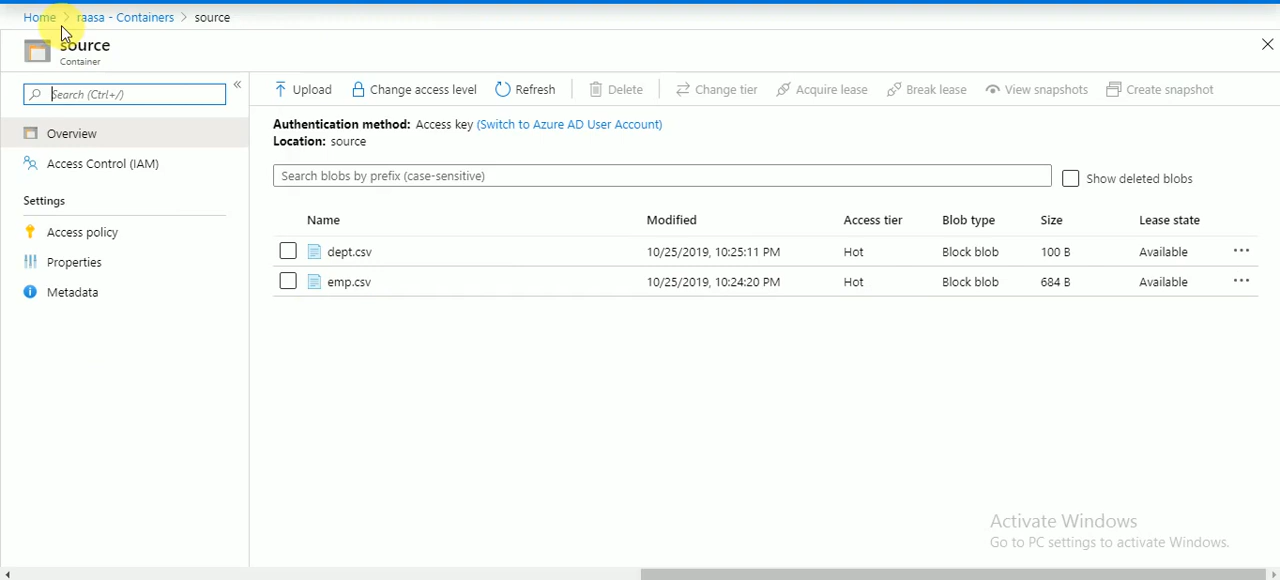 Home > raasa - Containers > source
source
Container
Search (Ctrl+/)
«
Upload Change access level Refresh Delete Change tier Acquire lease Break lease View snapshots Create snapshot
Overview
Access Control (IAM)
Settings
Access policy
Properties
Metadata
Authentication method: Access key (Switch to Azure AD User Account)
Location: source
Search blobs by prefix (case-sensitive)
Show deleted blobs
Name Modified Access tier Blob type Size Lease state
dept.csv 10/25/2019, 10:25:11 PM Hot Block blob 100 B Available ...
emp.csv 10/25/2019, 10:24:20 PM Hot Block blob 684 B Available ...
Activate Windows
Go to PC settings to activate Windows.